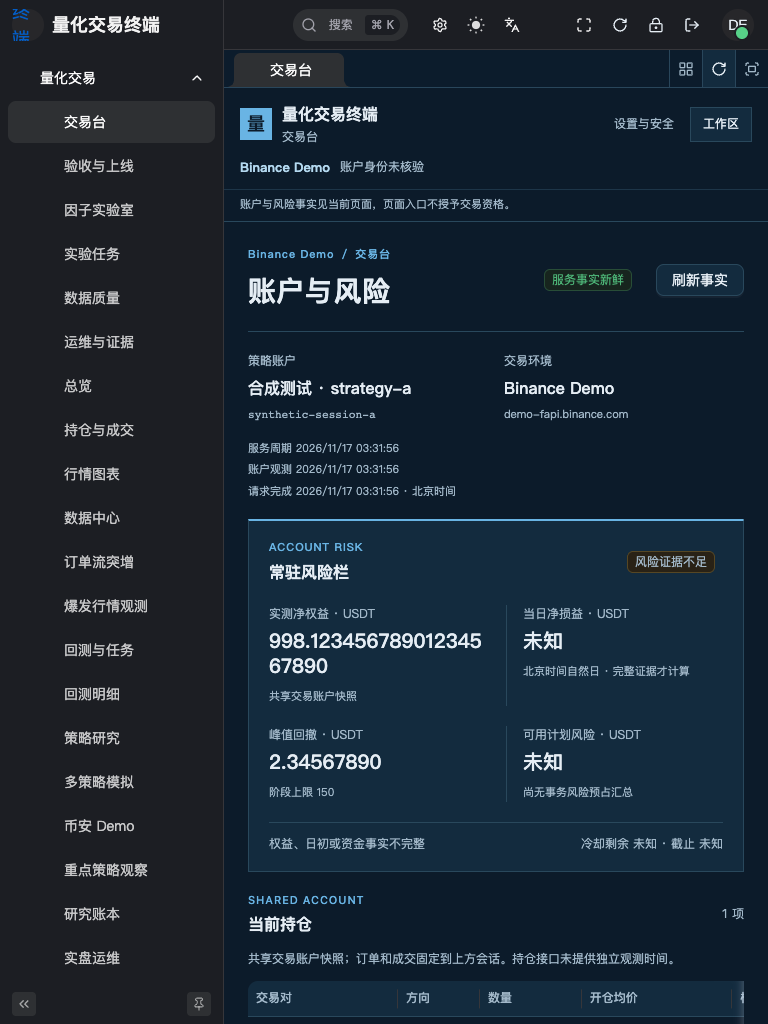 终端
量化交易终端
搜索 ⌘ K
DE
量化交易
交易台
验收与上线
因子实验室
实验任务
数据质量
运维与证据
总览
持仓与成交
行情图表
数据中心
订单流突增
爆发行情观测
回测与任务
回测明细
策略研究
多策略模拟
币安 Demo
重点策略观察
研究账本
实盘运维
交易台
量
量化交易终端
交易台
设置与安全
工作区
Binance Demo 账户身份未核验
账户与风险事实见当前页面，页面入口不授予交易资格。
Binance Demo / 交易台
账户与风险
服务事实新鲜
刷新事实
策略账户
合成测试 · strategy-a
synthetic-session-a
交易环境
Binance Demo
demo-fapi.binance.com
服务周期 2026/11/17 03:31:56
账户观测 2026/11/17 03:31:56
请求完成 2026/11/17 03:31:56 · 北京时间
ACCOUNT RISK
常驻风险栏
风险证据不足
实测净权益 · USDT
998.123456789012345
67890
共享交易账户快照
当日净损益 · USDT
未知
北京时间自然日 · 完整证据才计算
峰值回撤 · USDT
2.34567890
阶段上限 150
可用计划风险 · USDT
未知
尚无事务风险预占汇总
权益、日初或资金事实不完整
冷却剩余 未知 · 截止 未知
SHARED ACCOUNT
当前持仓
1 项
共享交易账户快照；订单和成交固定到上方会话。持仓接口未提供独立观测时间。
交易对 方向 数量 开仓均价